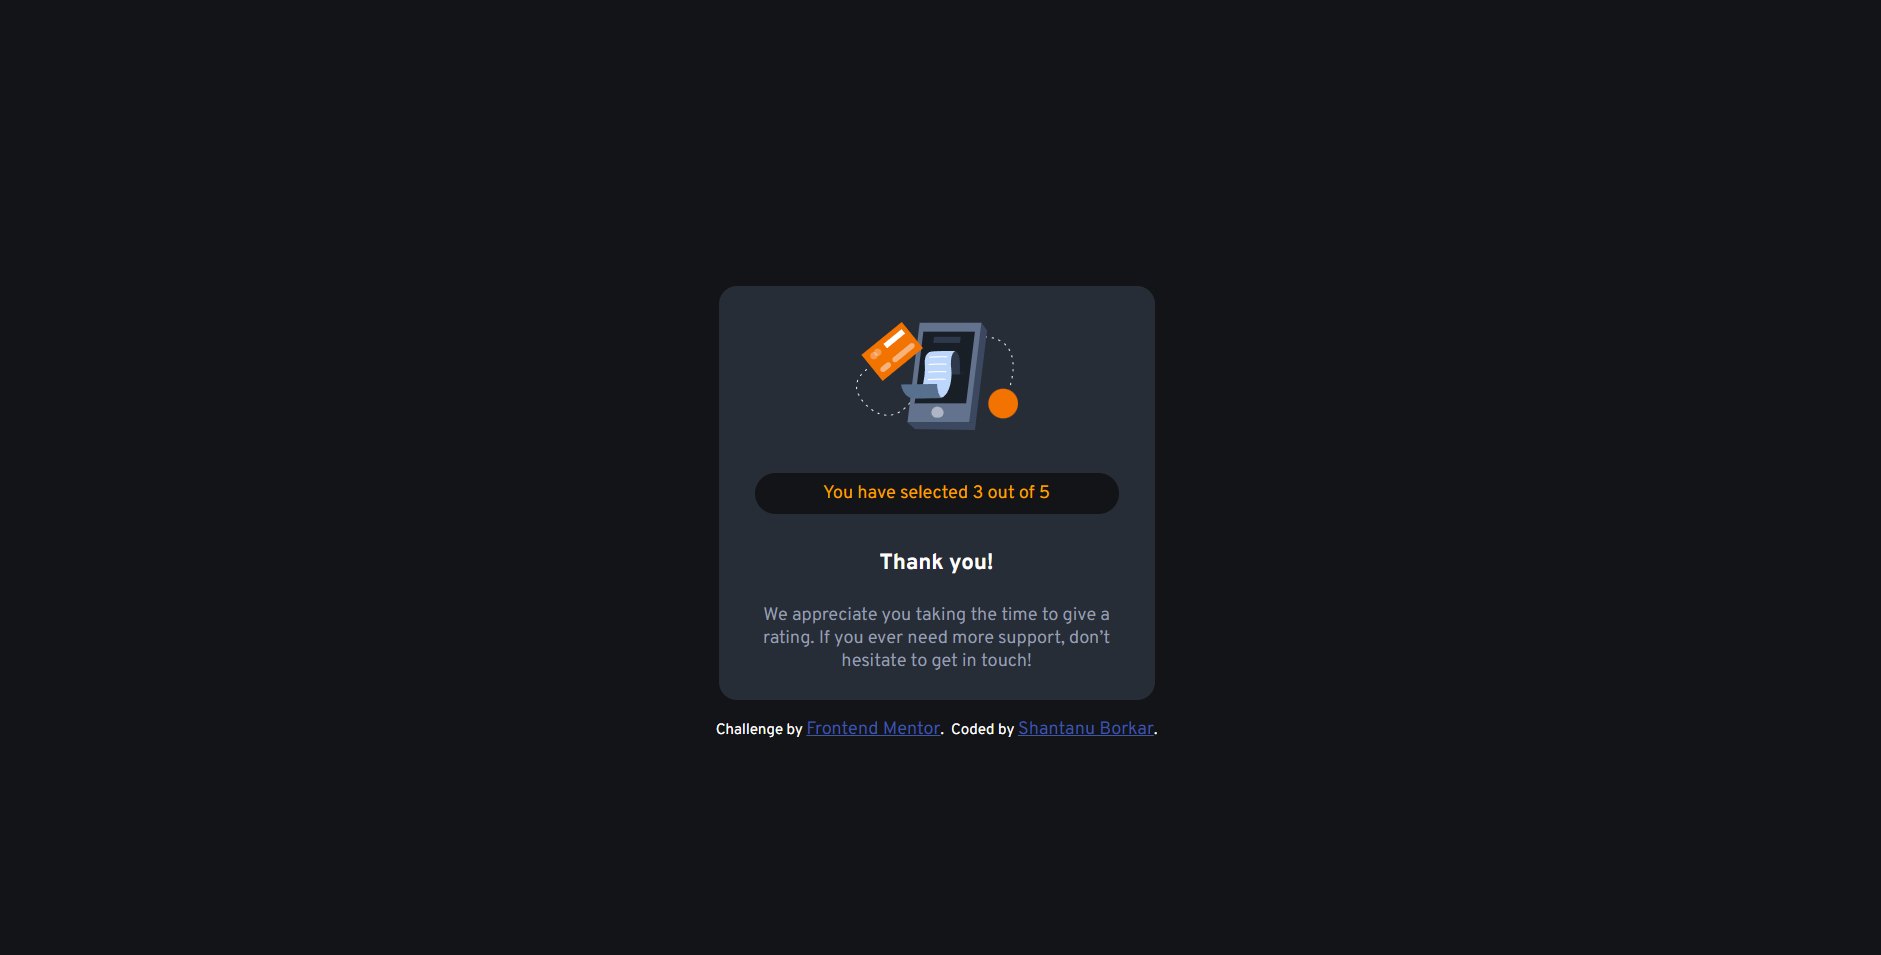 You have selected 3 out of 5
Thank you!
We appreciate you taking the time to give a
rating. If you ever need more support, don’t
hesitate to get in touch!
Challenge by Frontend Mentor. Coded by Shantanu Borkar.